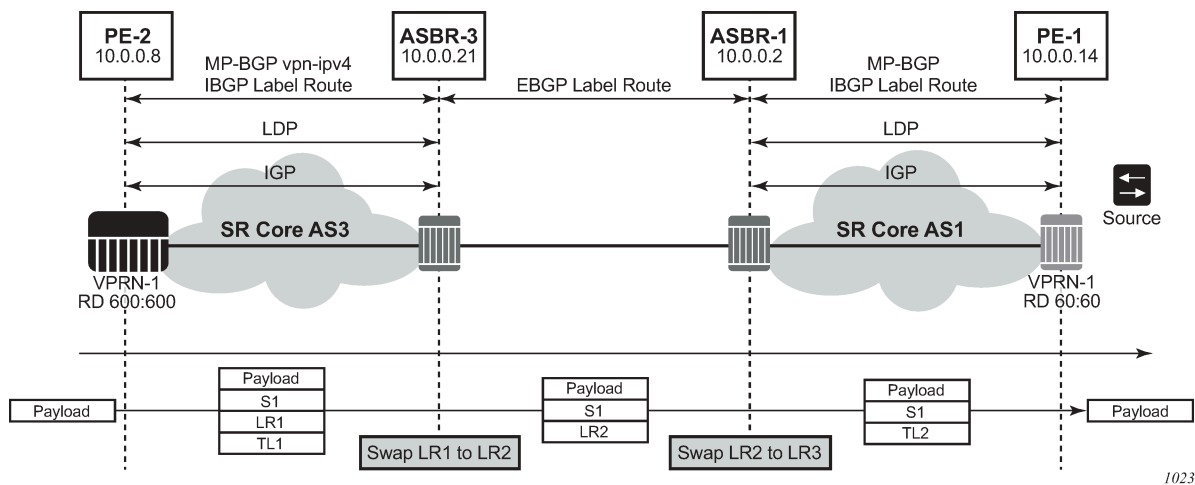 PE-2
10.0.0.8
ASBR-3
10.0.0.21
ASBR-1
10.0.0.2
PE-1
10.0.0.14
MP-BGP vpn-ipv4
IBGP Label Route
EBGP Label Route
MP-BGP
IBGP Label Route
LDP
LDP
IGP
IGP
Source
SR Core AS3
SR Core AS1
VPRN-1
RD 600:600
VPRN-1
RD 60:60
Payload
Payload
S1
LR1
TL1
Payload
S1
LR2
Payload
S1
TL2
Payload
Swap LR1 to LR2
Swap LR2 to LR3
1023